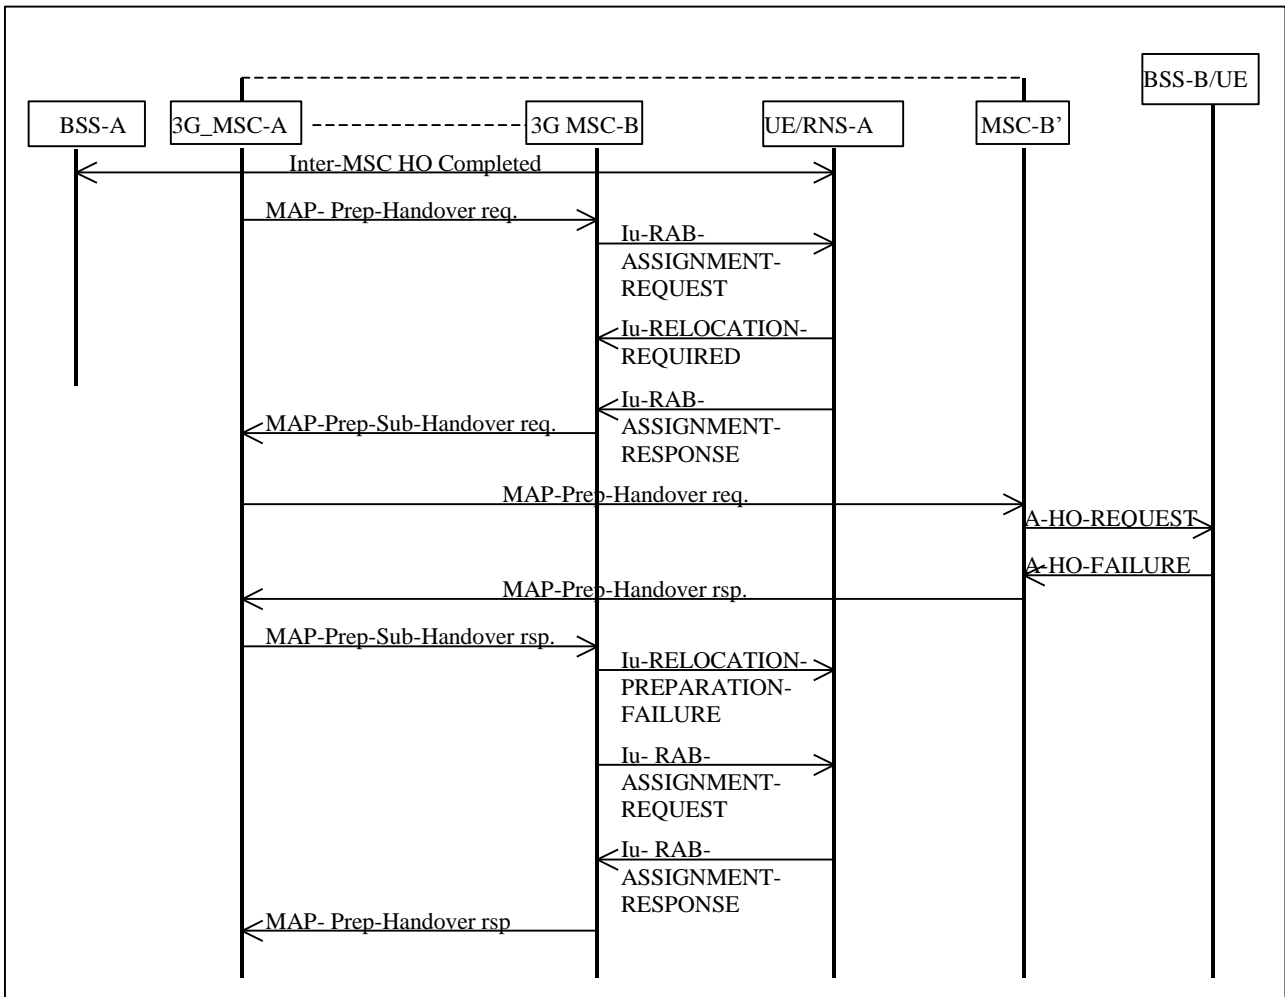 BSS-B/UE
BSS-A
3G_MSC-A
3G MSC-B
UE/RNS-A
MSC-B’
Inter-MSC HO Completed
MAP- Prep-Handover req.
Iu-RAB-
ASSIGNMENT-
REQUEST
Iu-RELOCATION-
REQUIRED
Iu-RAB-
ASSIGNMENT-
RESPONSE
MAP-Prep-Sub-Handover req.
MAP-Prep-Handover req.
A-HO-REQUEST
A-HO-FAILURE
MAP-Prep-Handover rsp.
MAP-Prep-Sub-Handover rsp.
Iu-RELOCATION-
PREPARATION-
FAILURE
Iu- RAB-
ASSIGNMENT-
REQUEST
Iu- RAB-
ASSIGNMENT-
RESPONSE
MAP- Prep-Handover rsp